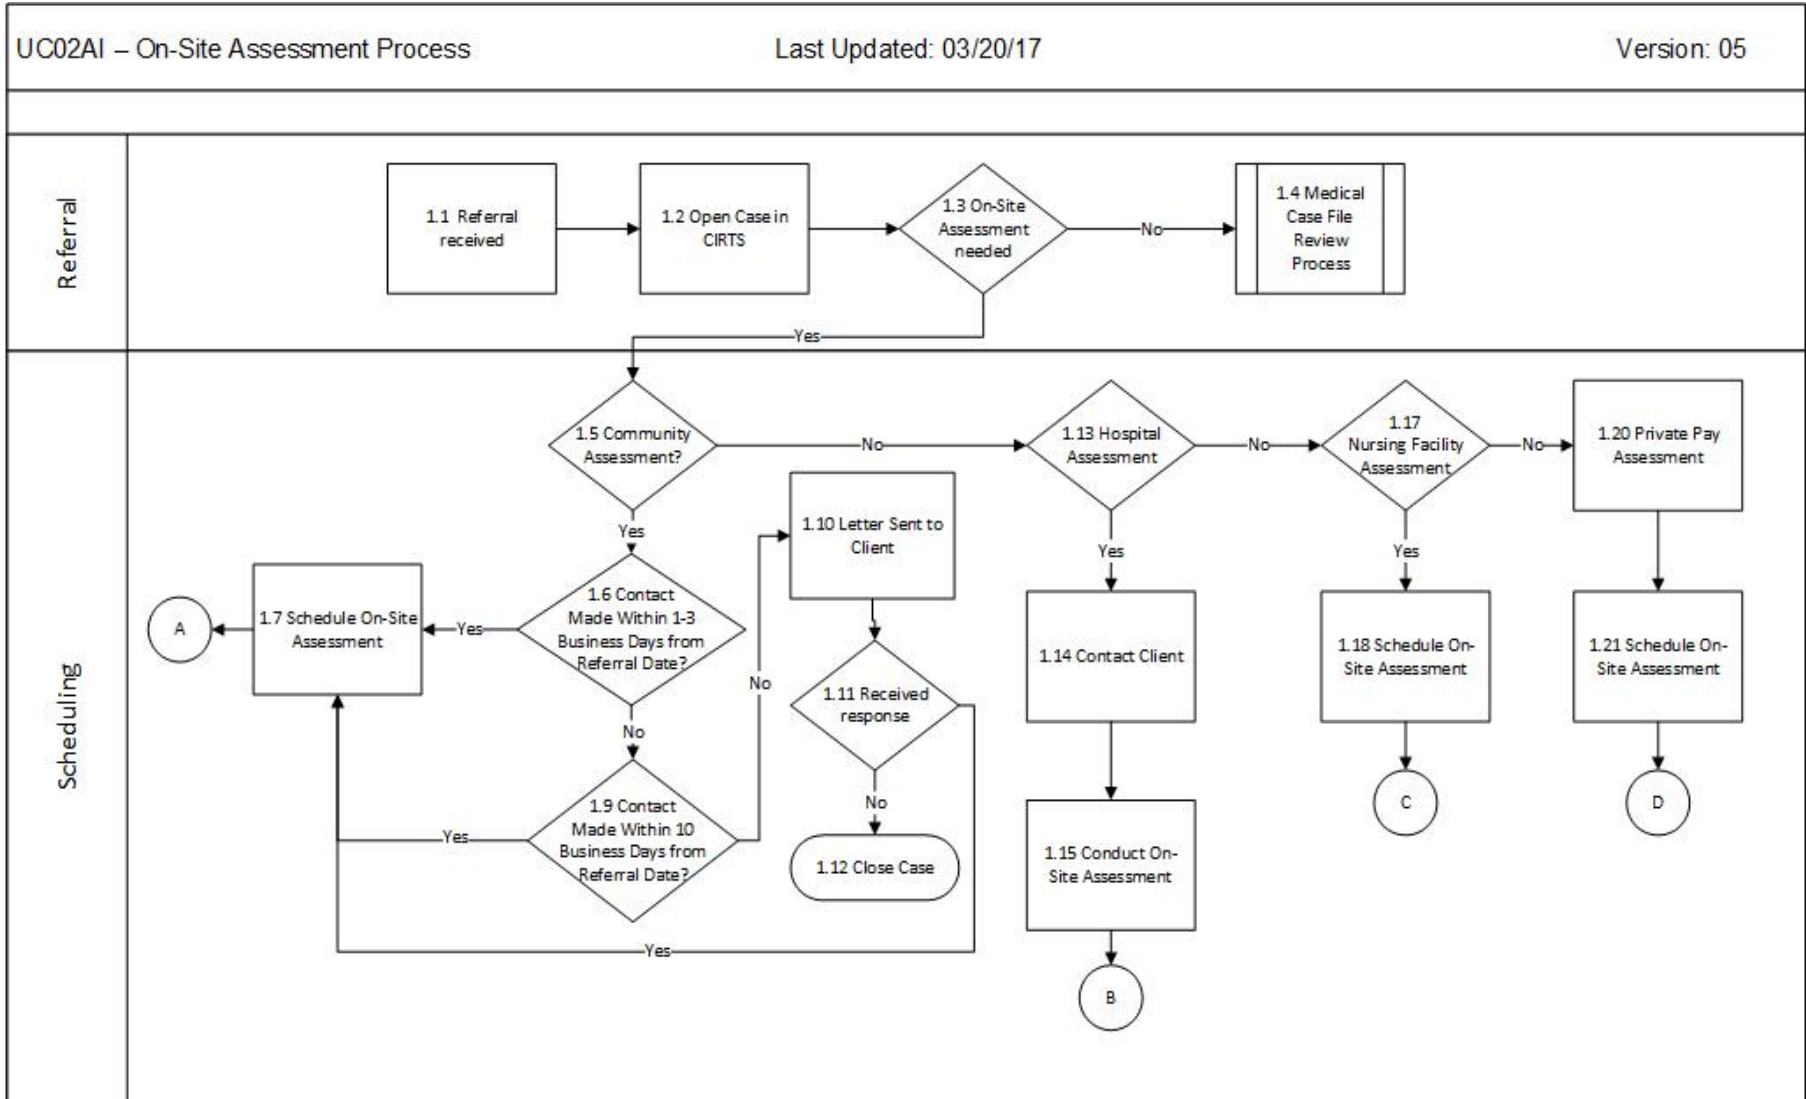 UC02AI – On-Site Assessment Process
Last Updated: 03/20/17
Version: 05
Referral
1.1 Referral
received
1.2 Open Case in
CIRTS
1.3 On-Site
Assessment
needed
No
1.4 Medical
Case File
Review
Process
Yes
Scheduling
1.5 Community
Assessment?
No
1.13 Hospital
Assessment
No
1.17
Nursing Facility
Assessment
No
1.20 Private Pay
Assessment
Yes
1.10 Letter Sent to
Client
Yes
Yes
A
1.7 Schedule On-Site
Assessment
Yes
1.6 Contact
Made Within 1-3
Business Days from
Referral Date?
No
No
1.11 Received
response
1.14 Contact Client
1.18 Schedule On-
Site Assessment
1.21 Schedule On-
Site Assessment
Yes
1.9 Contact
Made Within 10
Business Days from
Referral Date?
No
1.12 Close Case
1.15 Conduct On-
Site Assessment
C
D
Yes
B